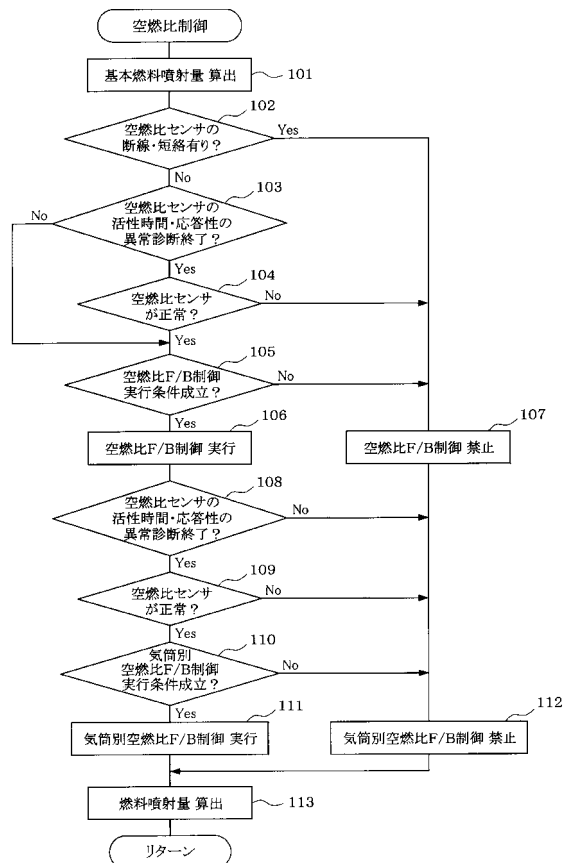 空燃比制御
基本燃料噴射量 算出
101
102
空燃比センサの
断線・短絡有り?
Yes
No
103
空燃比センサの
活性時間・応答性の
異常診断終了?
No
Yes
104
空燃比センサ
が正常?
No
Yes
105
空燃比F/B制御
実行条件成立?
No
Yes
106
空燃比F/B制御 実行
107
空燃比F/B制御 禁止
108
空燃比センサの
活性時間・応答性の
異常診断終了?
No
Yes
109
空燃比センサ
が正常?
No
Yes
110
気筒別
空燃比F/B制御
実行条件成立?
No
Yes
111
気筒別空燃比F/B制御 実行
112
気筒別空燃比F/B制御 禁止
燃料噴射量 算出
113
リターン